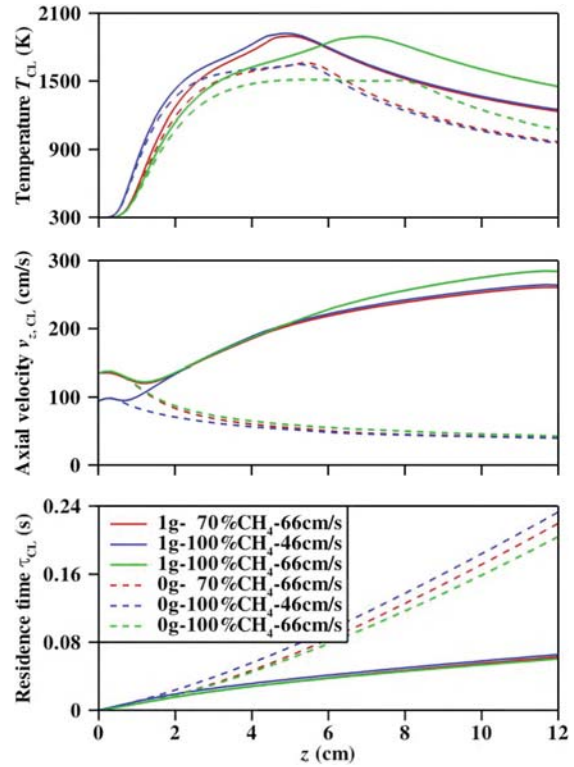 2100
1500
900
300
Temperature T_CL (K)
300
200
100
0
Axial velocity v_z, CL (cm/s)
0.24
0.16
0.08
0
Residence time τ_CL (s)
1g- 70%CH4-66cm/s
1g-100%CH4-46cm/s
1g-100%CH4-66cm/s
0g- 70%CH4-66cm/s
0g-100%CH4-46cm/s
0g-100%CH4-66cm/s
0 2 4 6 8 10 12
z (cm)